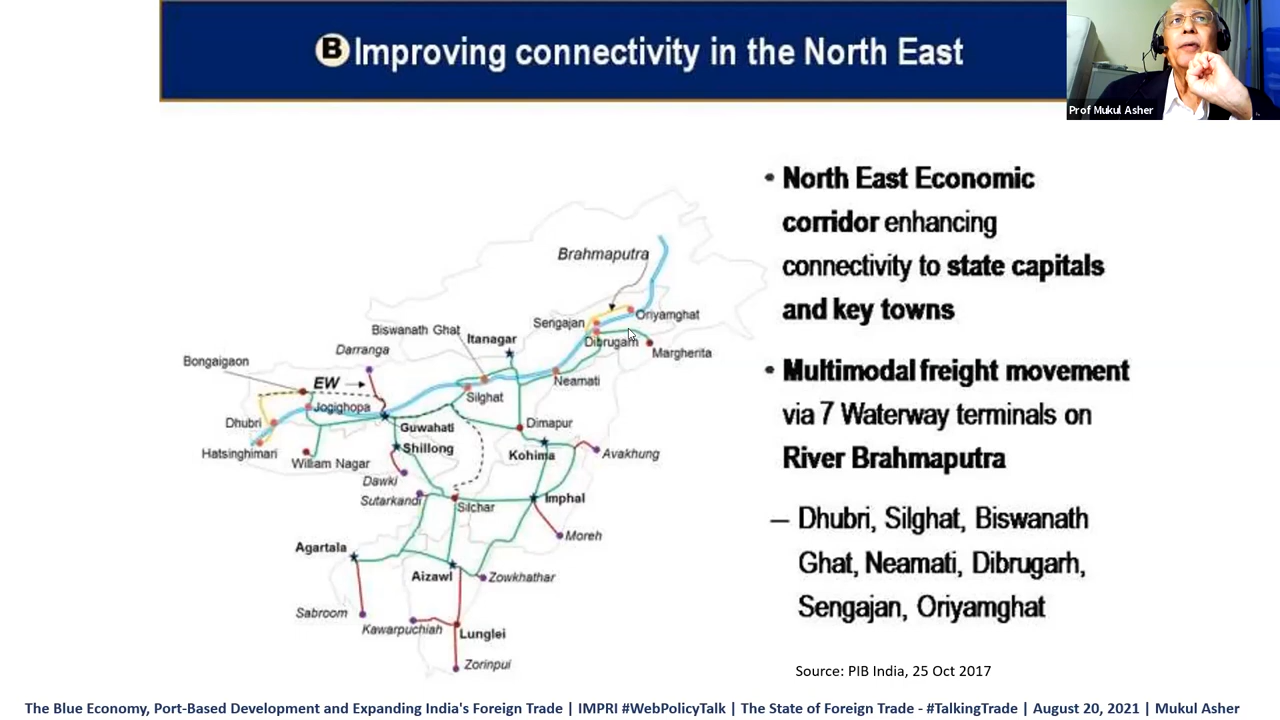 B Improving connectivity in the North East
Prof Mukul Asher
• North East Economic
corridor enhancing
connectivity to state capitals
and key towns
• Multimodal freight movement
via 7 Waterway terminals on
River Brahmaputra
– Dhubri, Silghat, Biswanath
Ghat, Neamati, Dibrugarh,
Sengajan, Oriyamghat
Brahmaputra
Oriyamghat
Sengajan
Biswanath Ghat
Itanagar
Dibrugarh
Margherita
Darranga
Bongaigaon
EW
Neamati
Silghat
Jogighopa
Dhubri
Guwahati
Dimapur
Hatsinghimari
William Nagar
Shillong
Kohima
Avakhung
Dawki
Sutarkandi
Silchar
Imphal
Moreh
Agartala
Aizawl
Zowkhathar
Sabroom
Kawarpuchiah
Lunglei
Zorinpui
Source: PIB India, 25 Oct 2017
The Blue Economy, Port-Based Development and Expanding India's Foreign Trade | IMPRI #WebPolicyTalk | The State of Foreign Trade - #TalkingTrade | August 20, 2021 | Mukul Asher